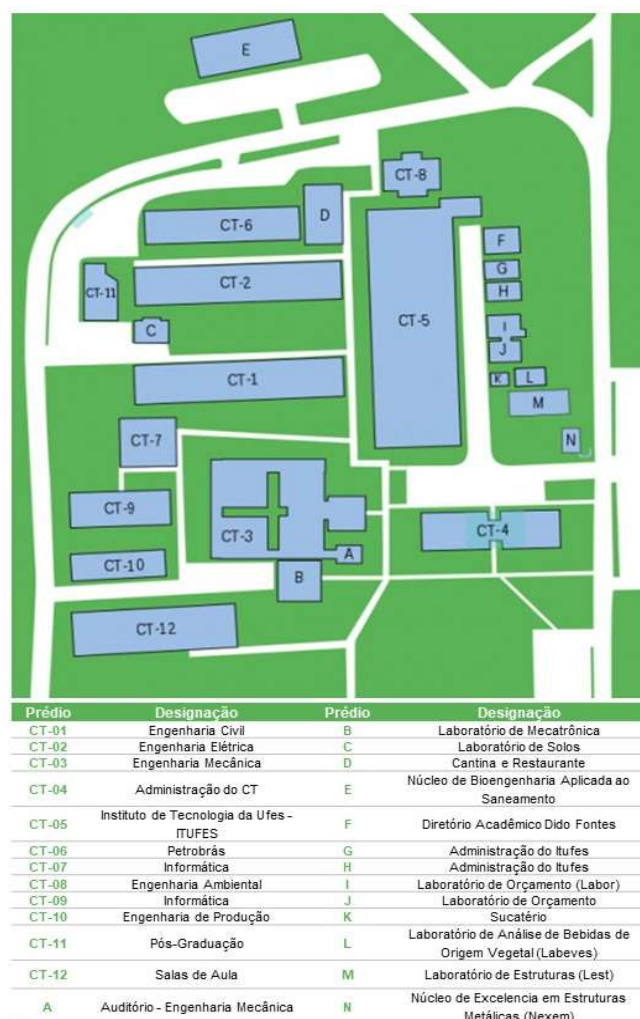 E
CT-8
D
CT-6
F
CT-2
G
CT-11
H
CT-5
I
C
J
CT-1
K
L
M
CT-7
N
CT-9
CT-3
CT-4
A
CT-10
B
CT-12
Prédio Designação Prédio Designação
CT-01 Engenharia Civil B Laboratório de Mecatrônica
CT-02 Engenharia Elétrica C Laboratório de Solos
CT-03 Engenharia Mecânica D Cantina e Restaurante
CT-04 Administração do CT E Núcleo de Bioengenharia Aplicada ao
Saneamento
CT-05 Instituto de Tecnologia da Ufes -
ITUFES F Diretório Acadêmico Dido Fontes
CT-06 Petrobrás G Administração do Itufes
CT-07 Informática H Administração do Itufes
CT-08 Engenharia Ambiental I Laboratório de Orçamento (Labor)
CT-09 Informática J Laboratório de Orçamento
CT-10 Engenharia de Produção K Sucatério
CT-11 Pós-Graduação L Laboratório de Análise de Bebidas de
Origem Vegetal (Labeves)
CT-12 Salas de Aula M Laboratório de Estruturas (Lest)
A Auditório - Engenharia Mecânica N Núcleo de Excelencia em Estruturas
Metálicas (Nexem)